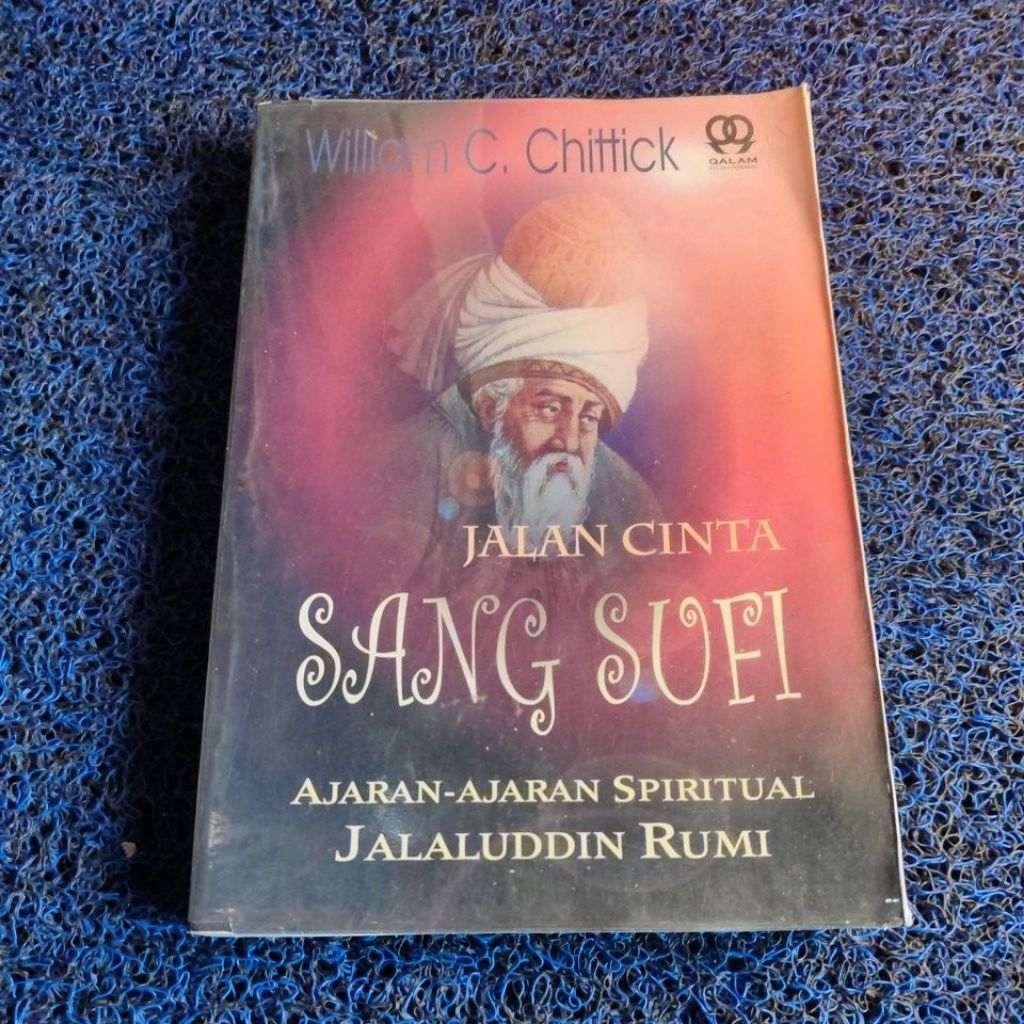 William C. Chittick
QALAM
JALAN CINTA
SANG SUFI
AJARAN-AJARAN SPIRITUAL
JALALUDDIN RUMI